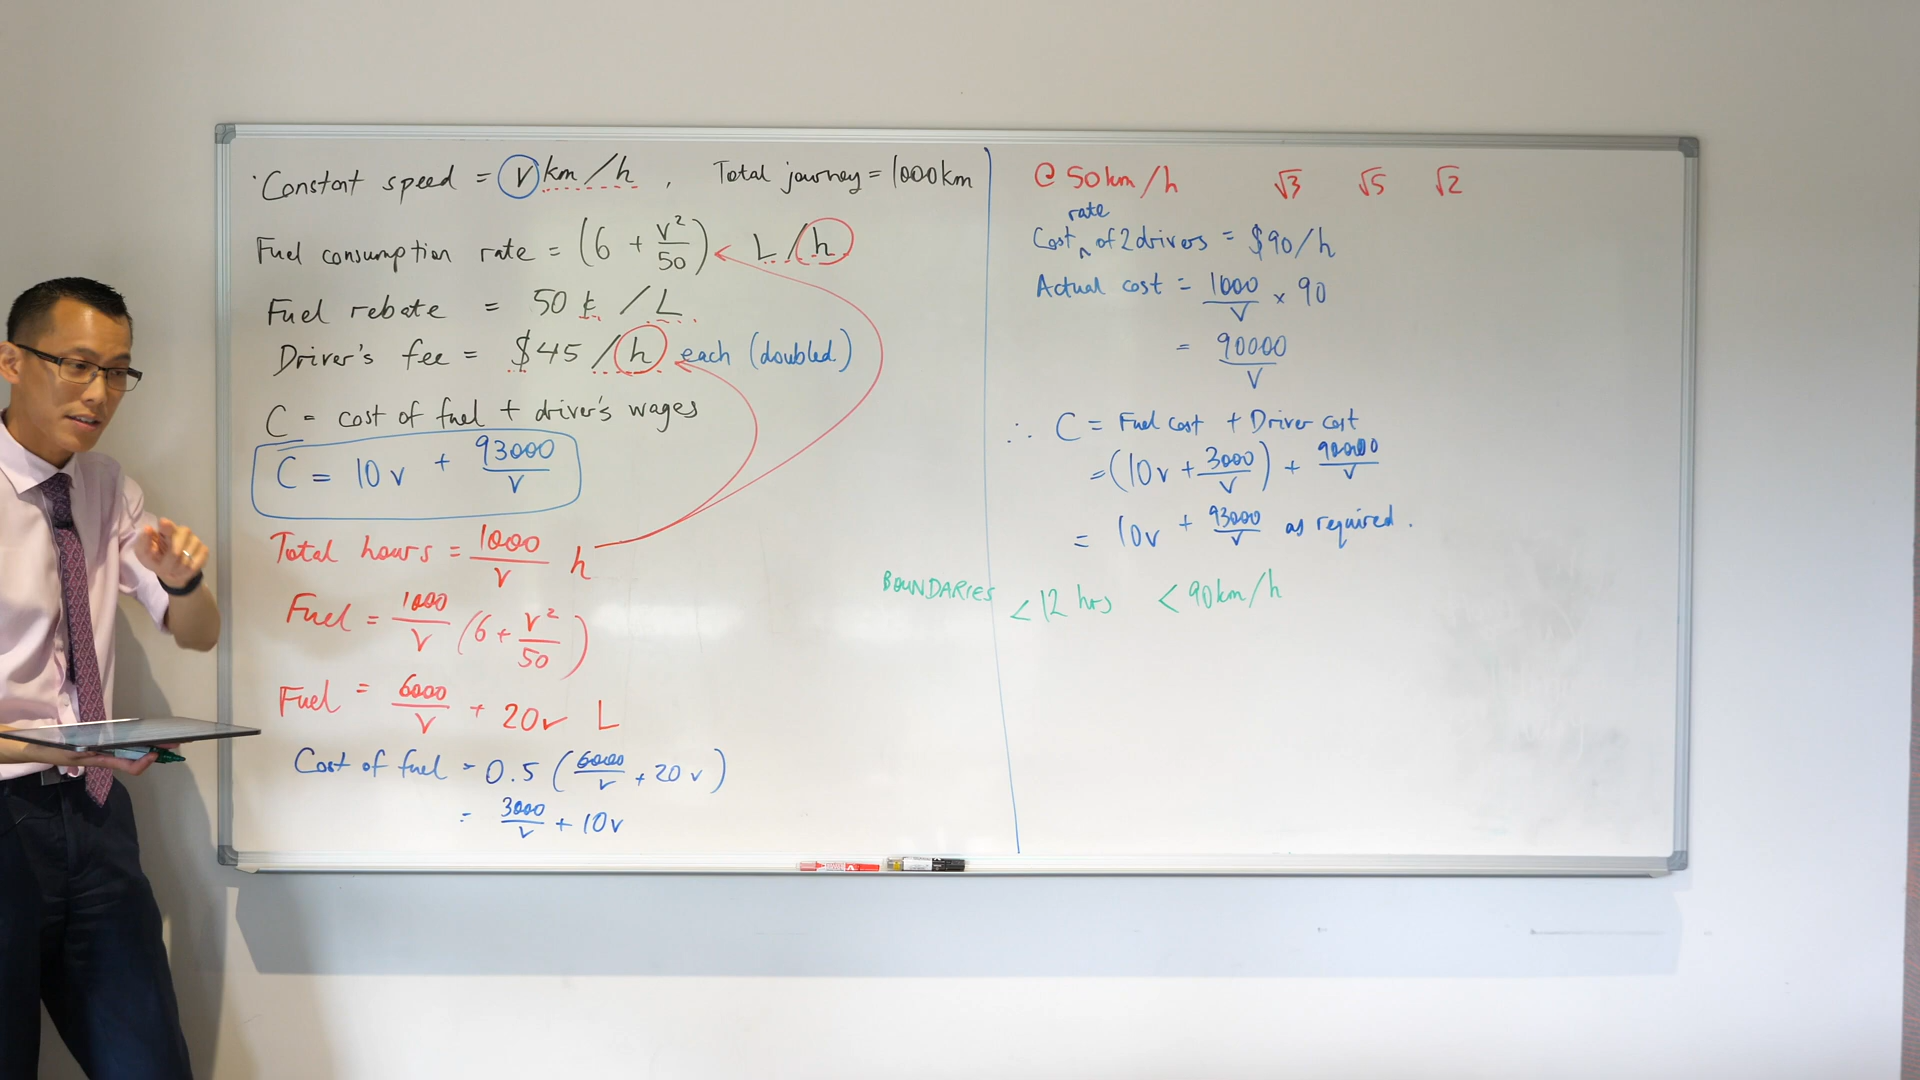 Constant speed = v km/h , Total journey = 1000km
Fuel consumption rate = (6 + v²/50) L/h
Fuel rebate = 50 ¢ / L
Driver's fee = $45 / h each (doubled)
C = cost of fuel + driver's wages
C = 10v + 93000/v
Total hours = 1000/v h
Fuel = 1000/v (6 + v²/50)
Fuel = 6000/v + 20v L
Cost of fuel = 0.5 (6000/v + 20v)
= 3000/v + 10v
@ 50km/h √3 √5 √2
Cost rate of 2 drivers = $90/h
Actual cost = 1000/v × 90
= 90000/v
∴ C = Fuel cost + Driver cost
= (10v + 3000/v) + 90000/v
= 10v + 93000/v as required.
BOUNDARIES < 12 hrs < 90km/h